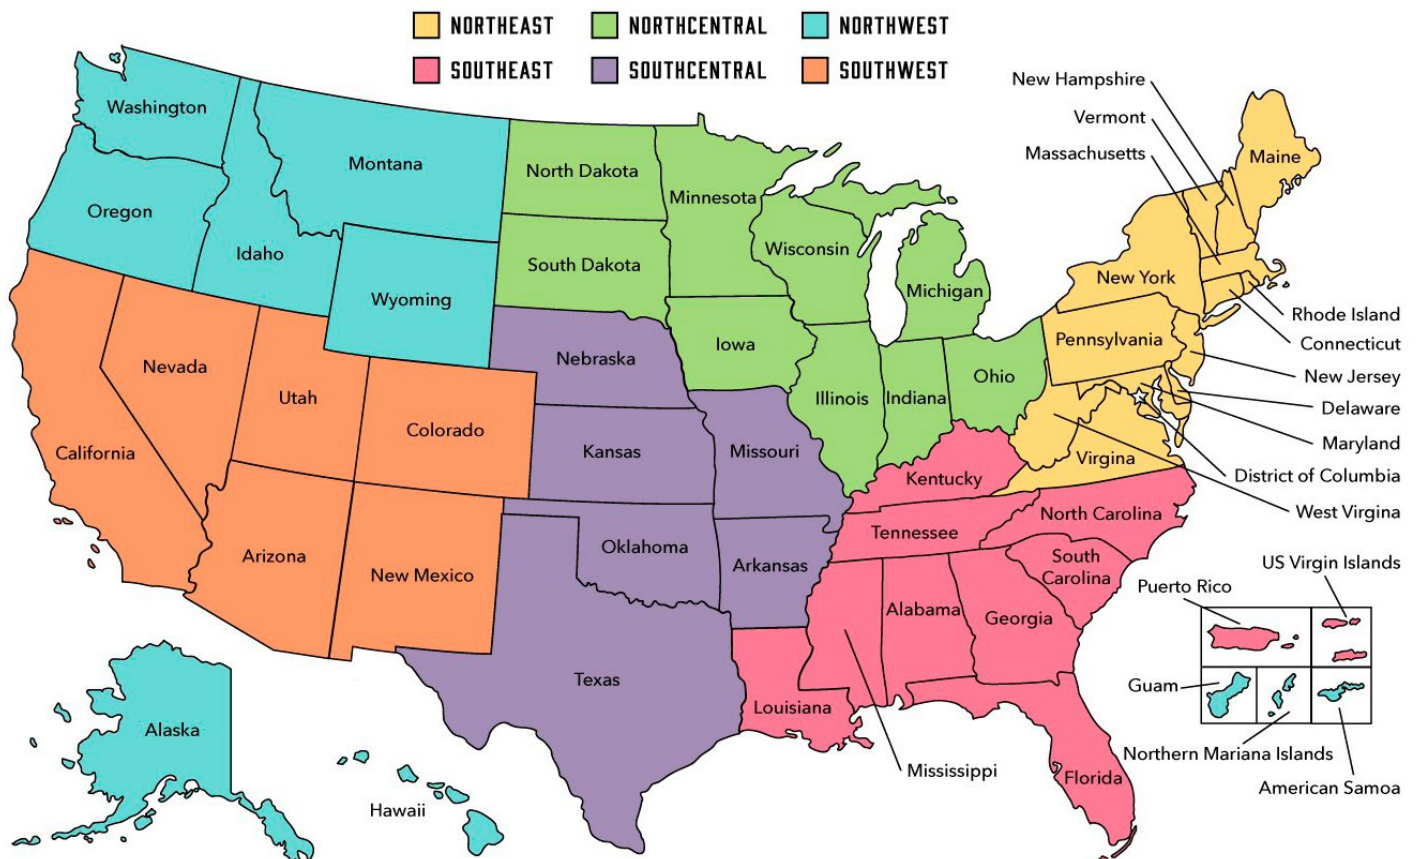 NORTHEAST
NORTHCENTRAL
NORTHWEST
SOUTHEAST
SOUTHCENTRAL
SOUTHWEST
New Hampshire
Vermont
Massachusetts
Maine
Washington
Montana
North Dakota
Minnesota
Oregon
Idaho
Wisconsin
South Dakota
New York
Wyoming
Michigan
Rhode Island
Pennsylvania
Connecticut
Iowa
Nebraska
Nevada
Ohio
New Jersey
Utah
Illinois
Indiana
Delaware
Colorado
Maryland
California
Kansas
Missouri
Virgina
Kentucky
District of Columbia
West Virgina
North Carolina
Tennessee
Oklahoma
Arizona
New Mexico
Arkansas
South
Carolina
US Virgin Islands
Puerto Rico
Alabama
Georgia
Texas
Guam
Louisiana
Alaska
Northern Mariana Islands
Mississippi
Florida
American Samoa
Hawaii